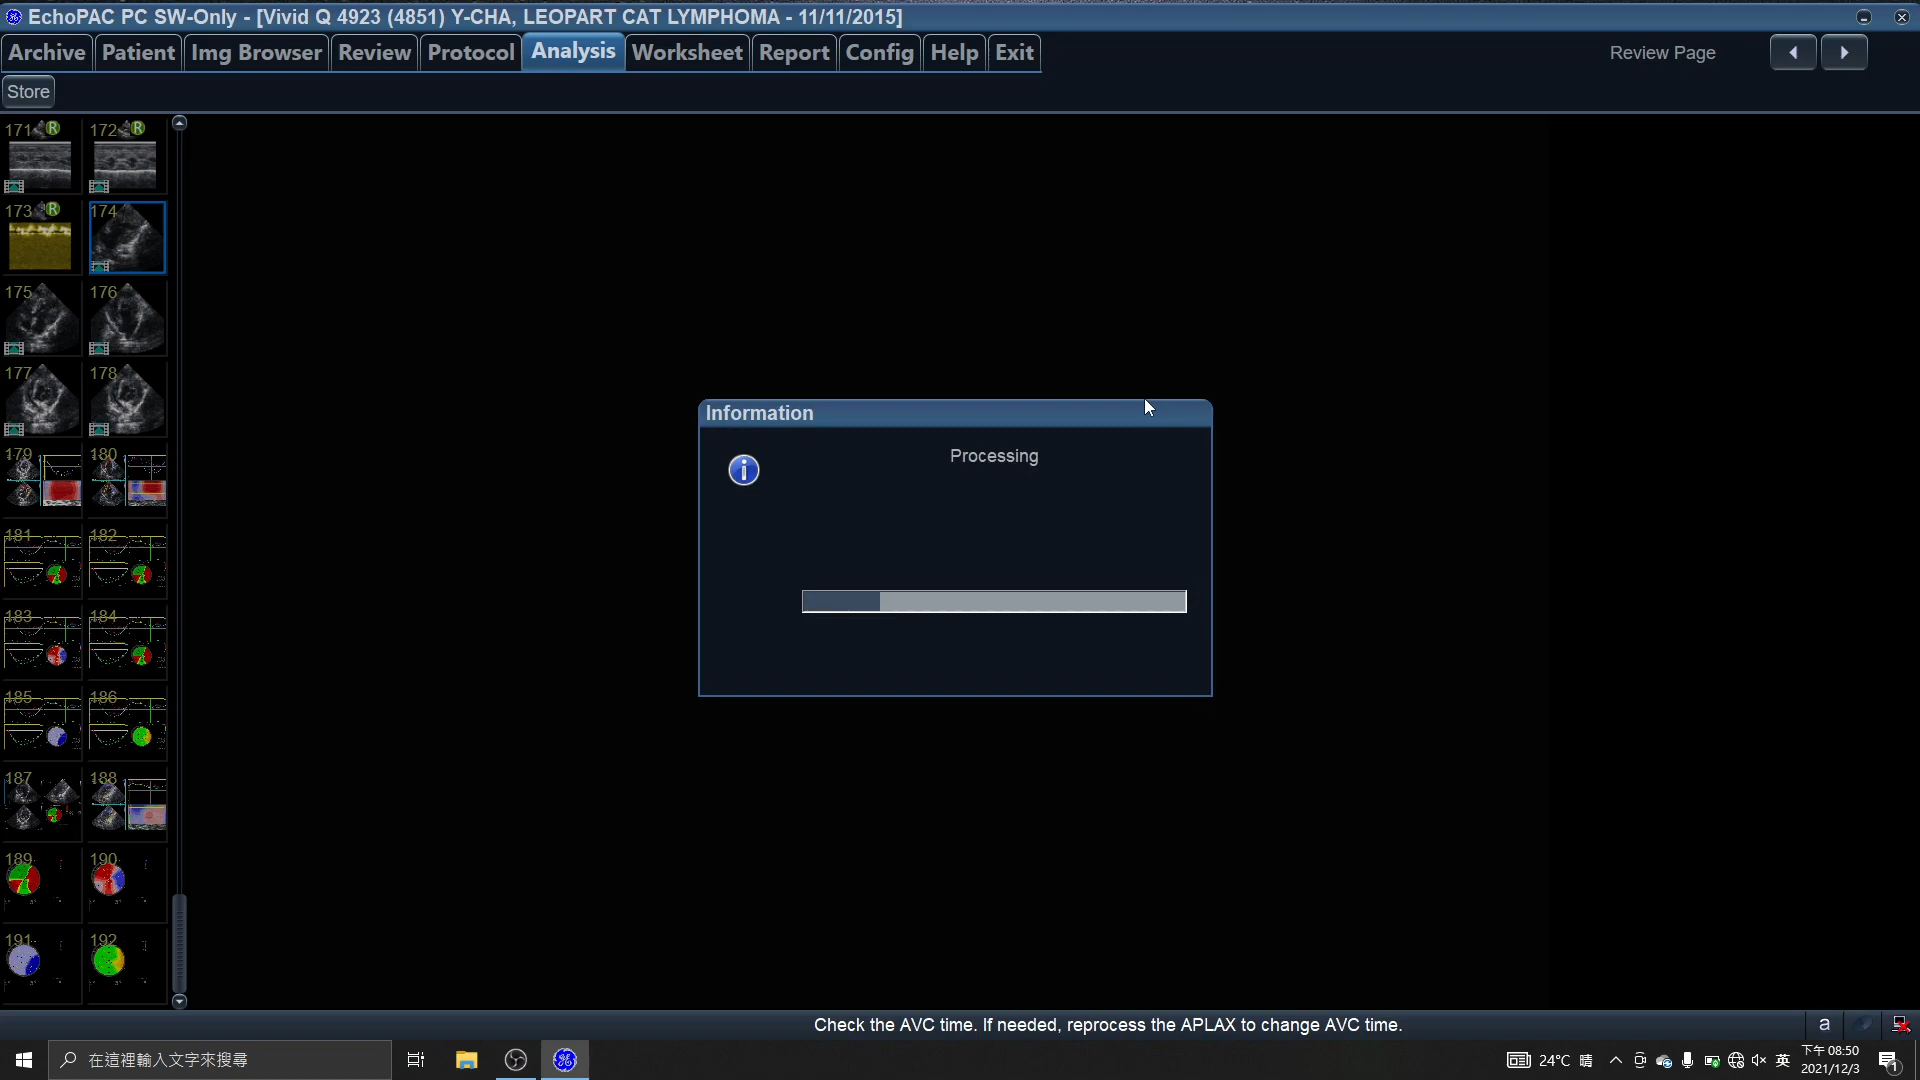 EchoPAC PC SW-Only - [Vivid Q 4923 (4851) Y-CHA, LEOPART CAT LYMPHOMA - 11/11/2015]
Archive Patient Img Browser Review Protocol Analysis Worksheet Report Config Help Exit Review Page
Store
171 R 172 R
173 R 174
175 176
177 178
179 180
181 182
183 184
185 186
187 188
189 190
191 192
Information
Processing
Check the AVC time. If needed, reprocess the APLAX to change AVC time.
a
在這裡輸入文字來搜尋
24°C 晴 英 下午 08:50
2021/12/3
1